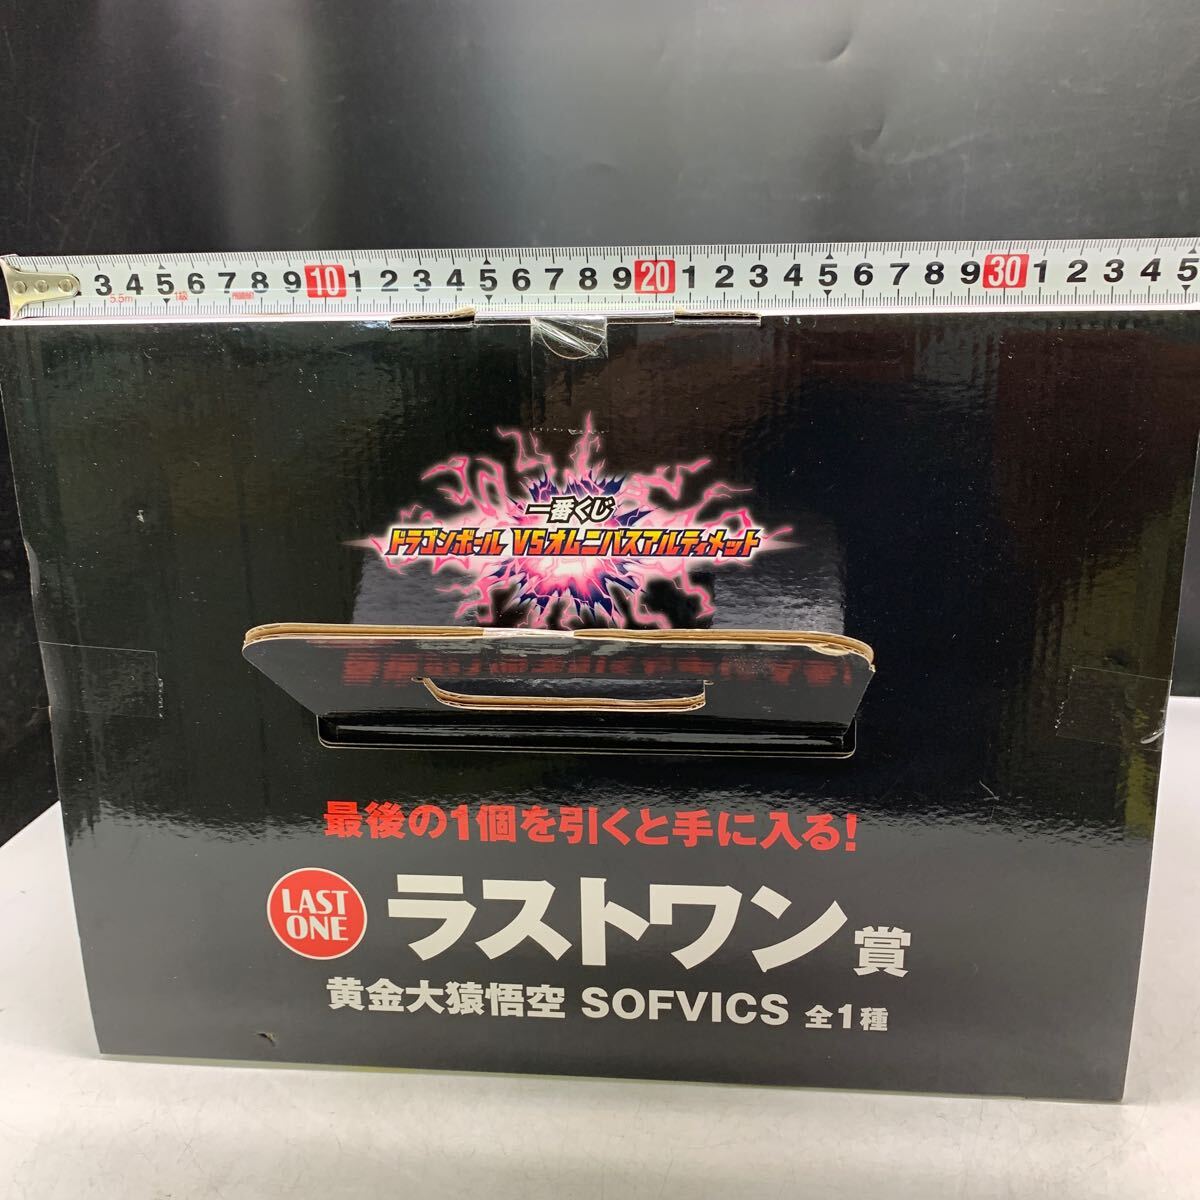 3 4 5 6 7 8 9 10 1 2 3 4 5 6 7 8 9 20 1 2 3 4 5 6 7 8 9 30 1 2 3 4 5
5.5m 1級
一番くじ
ドラゴンボール VSオムニバスアルティメット
最後の1個を引くと手に入る!
LAST
ONE
ラストワン賞
黄金大猿悟空 SOFVICS 全1種